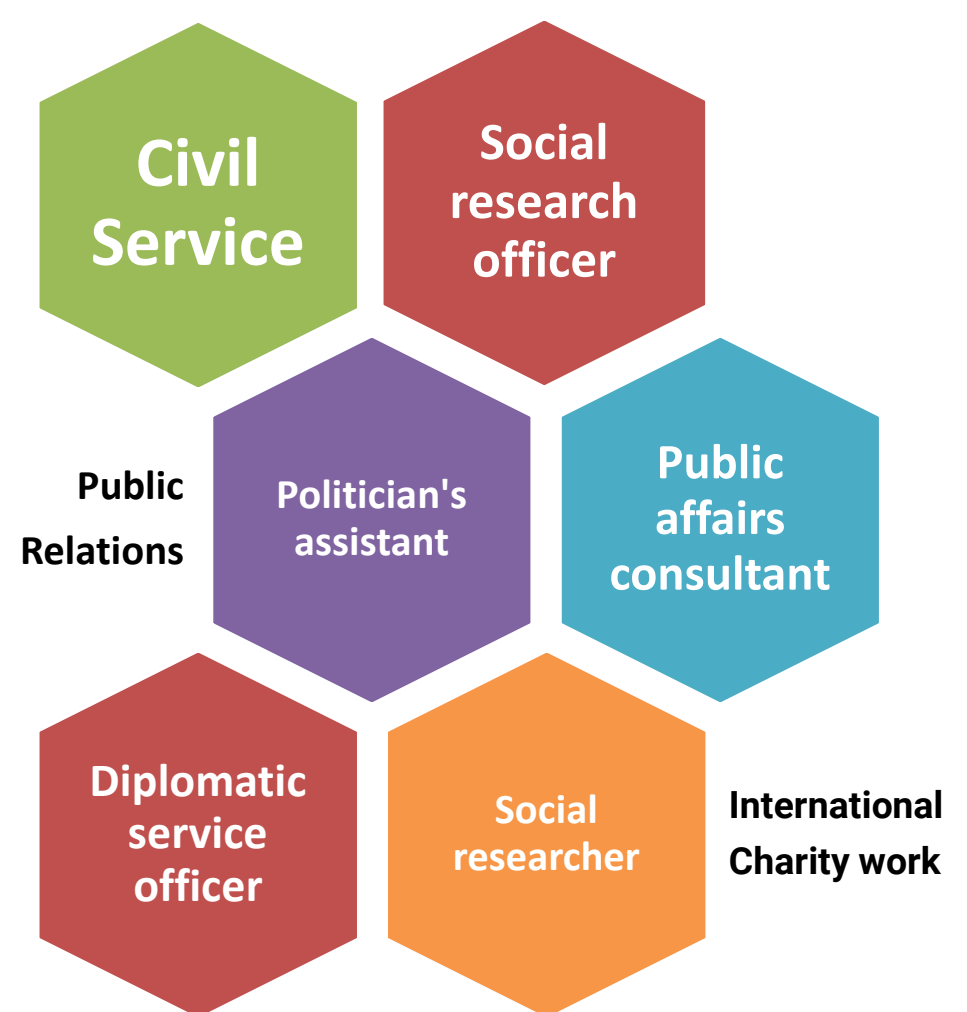 Civil
Service
Social
research
officer
Public
Relations
Politician's
assistant
Public
affairs
consultant
Diplomatic
service
officer
Social
researcher
International
Charity work